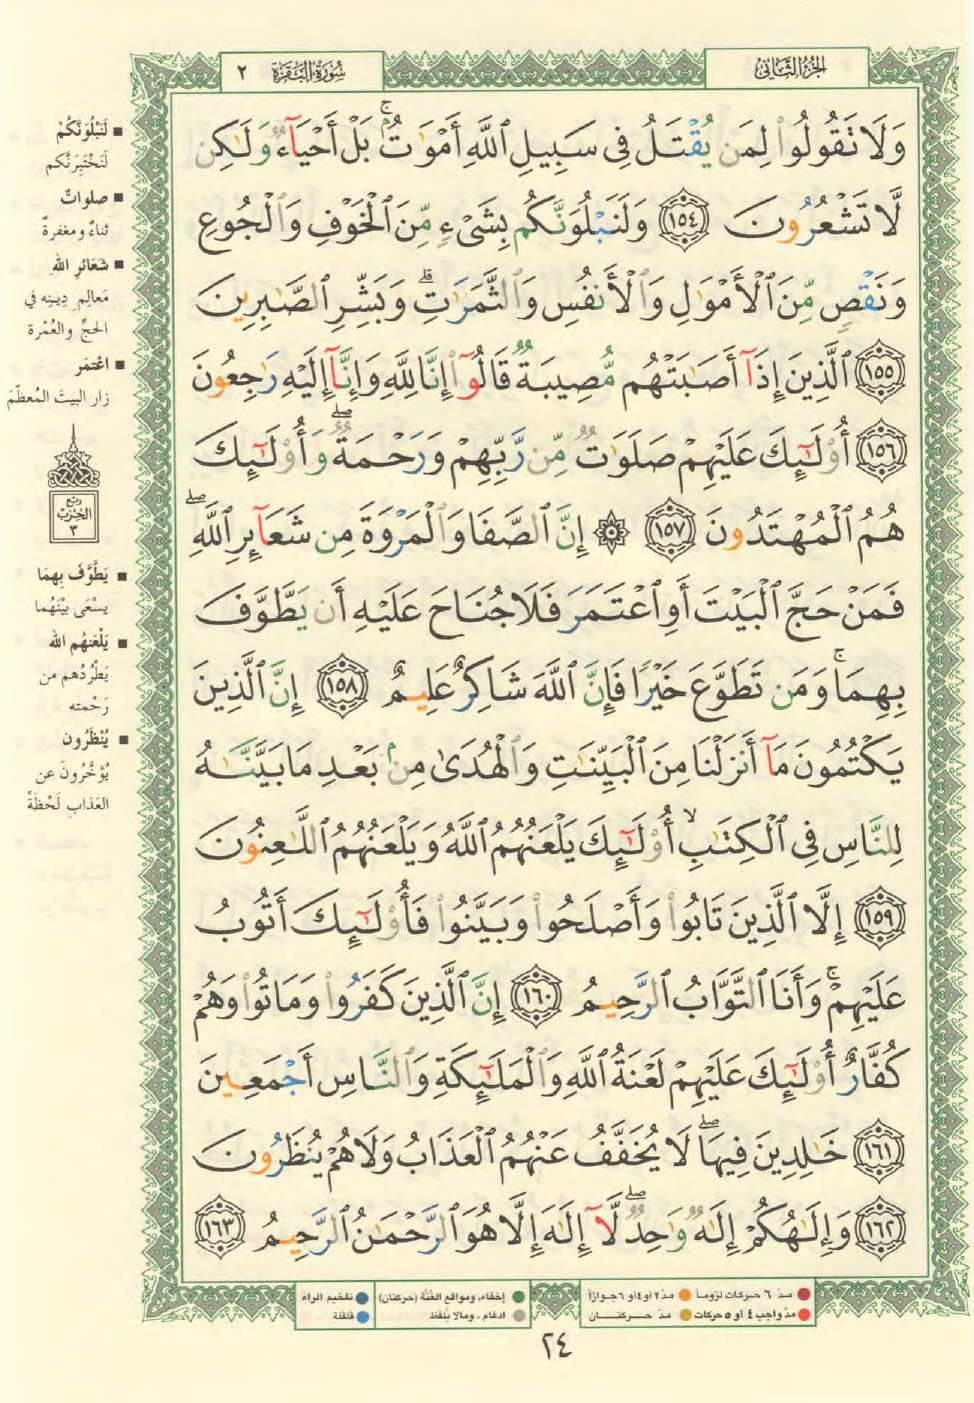 الجزء الثاني
سورة البقرة ٢
وَلَا تَقُولُوا۟ لِمَن يُقْتَلُ فِى سَبِيلِ ٱللَّهِ أَمْوَٰتٌۢ ۚ بَلْ أَحْيَآءٌ وَلَـٰكِن
لَّا تَشْعُرُونَ ١٥٤ وَلَنَبْلُوَنَّكُم بِشَىْءٍ مِّنَ ٱلْخَوْفِ وَٱلْجُوعِ
وَنَقْصٍ مِّنَ ٱلْأَمْوَٰلِ وَٱلْأَنفُسِ وَٱلثَّمَرَٰتِ ۗ وَبَشِّرِ ٱلصَّـٰبِرِينَ
١٥٥ ٱلَّذِينَ إِذَآ أَصَـٰبَتْهُم مُّصِيبَةٌ قَالُوٓا۟ إِنَّا لِلَّهِ وَإِنَّآ إِلَيْهِ رَٰجِعُونَ
١٥٦ أُو۟لَـٰٓئِكَ عَلَيْهِمْ صَلَوَٰتٌ مِّن رَّبِّهِمْ وَرَحْمَةٌ ۖ وَأُو۟لَـٰٓئِكَ
هُمُ ٱلْمُهْتَدُونَ ١٥٧ ۞ إِنَّ ٱلصَّفَا وَٱلْمَرْوَةَ مِن شَعَآئِرِ ٱللَّهِ ۖ
فَمَنْ حَجَّ ٱلْبَيْتَ أَوِ ٱعْتَمَرَ فَلَا جُنَاحَ عَلَيْهِ أَن يَطَّوَّفَ
بِهِمَا ۚ وَمَن تَطَوَّعَ خَيْرًا فَإِنَّ ٱللَّهَ شَاكِرٌ عَلِيمٌ ١٥٨ إِنَّ ٱلَّذِينَ
يَكْتُمُونَ مَآ أَنزَلْنَا مِنَ ٱلْبَيِّنَـٰتِ وَٱلْهُدَىٰ مِنۢ بَعْدِ مَا بَيَّنَّـٰهُ
لِلنَّاسِ فِى ٱلْكِتَـٰبِ ۙ أُو۟لَـٰٓئِكَ يَلْعَنُهُمُ ٱللَّهُ وَيَلْعَنُهُمُ ٱللَّـٰعِنُونَ
١٥٩ إِلَّا ٱلَّذِينَ تَابُوا۟ وَأَصْلَحُوا۟ وَبَيَّنُوا۟ فَأُو۟لَـٰٓئِكَ أَتُوبُ
عَلَيْهِمْ ۚ وَأَنَا ٱلتَّوَّابُ ٱلرَّحِيمُ ١٦٠ إِنَّ ٱلَّذِينَ كَفَرُوا۟ وَمَاتُوا۟ وَهُمْ
كُفَّارٌ أُو۟لَـٰٓئِكَ عَلَيْهِمْ لَعْنَةُ ٱللَّهِ وَٱلْمَلَـٰٓئِكَةِ وَٱلنَّاسِ أَجْمَعِينَ
١٦١ خَـٰلِدِينَ فِيهَا ۖ لَا يُخَفَّفُ عَنْهُمُ ٱلْعَذَابُ وَلَا هُمْ يُنظَرُونَ
١٦٢ وَإِلَـٰهُكُمْ إِلَـٰهٌ وَٰحِدٌ ۖ لَّآ إِلَـٰهَ إِلَّا هُوَ ٱلرَّحْمَـٰنُ ٱلرَّحِيمُ ١٦٣
■ لَنَبْلُوَنَّكُمْ
لَنَخْتَبِرَنَّكم
■ صلواتٌ
ثناءٌ ومغفرةٌ
■ شعَائرِ الله
مَعالِمِ دِينِه في
الحجِّ والعُمْرة
■ اعْتمَر
زار البيتَ المُعظّمَ
ربع
الحزب
٣
■ يَطَّوَّفَ بِهِمَا
يسْعَى بيْنَهُما
■ يَلْعَنُهُم الله
يَطْرُدُهم من
رَحْمته
■ يُنْظَرُون
يُؤخَّرُونَ عن
العَذابِ لَحْظَةً
مدّ ٦ حركات لزوماً
مدّ ٢ أو ٤ أو ٦ جوازاً
مدّ واجب ٤ أو ٥ حركات
مدّ حركتان
إخفاء، ومواقع الغُنَّة (حركتان)
ادغام، ومالا يُلفَظ
تفخيم الراء
قلقلة
٢٤